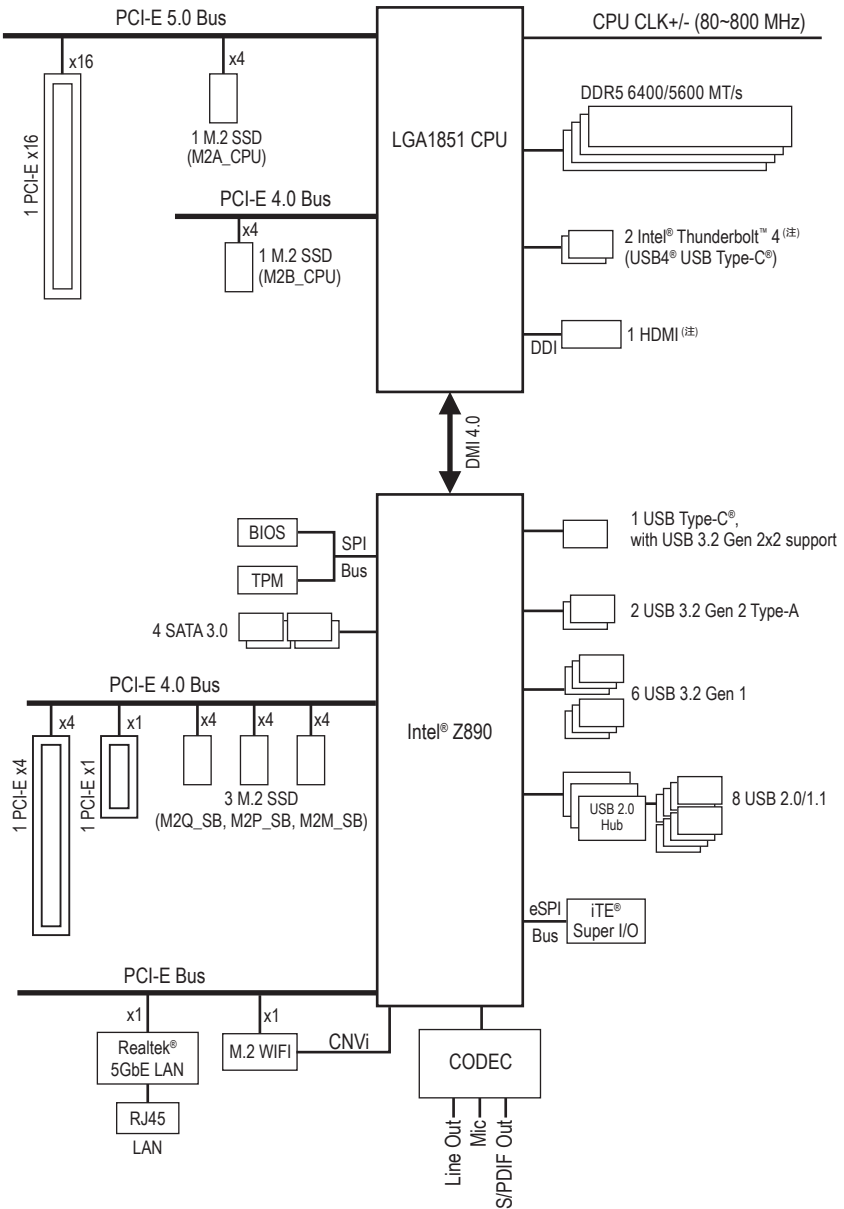 PCI-E 5.0 Bus
CPU CLK+/- (80~800 MHz)
x16
x4
1 PCI-E x16
1 M.2 SSD
(M2A_CPU)
LGA1851 CPU
DDR5 6400/5600 MT/s
PCI-E 4.0 Bus
x4
1 M.2 SSD
(M2B_CPU)
2 Intel® Thunderbolt™ 4 (注)
(USB4® USB Type-C®)
DDI
1 HDMI (注)
DMI 4.0
BIOS
TPM
SPI
Bus
4 SATA 3.0
1 USB Type-C®,
with USB 3.2 Gen 2x2 support
2 USB 3.2 Gen 2 Type-A
PCI-E 4.0 Bus
x4
x1
x4
x4
x4
1 PCI-E x4
1 PCI-E x1
3 M.2 SSD
(M2Q_SB, M2P_SB, M2M_SB)
Intel® Z890
6 USB 3.2 Gen 1
USB 2.0
Hub
8 USB 2.0/1.1
eSPI
Bus
iTE®
Super I/O
PCI-E Bus
x1
x1
Realtek®
5GbE LAN
M.2 WIFI
CNVi
CODEC
RJ45
LAN
Line Out
Mic
S/PDIF Out